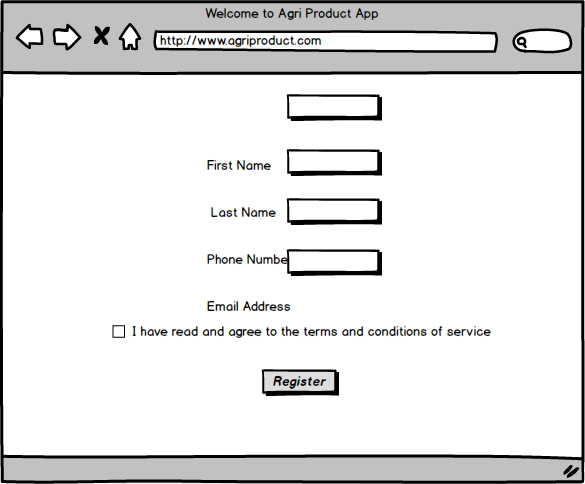 Welcome to Agri Product App
http://www.agriproduct.com
First Name
Last Name
Phone Numbe
Email Address
I have read and agree to the terms and conditions of service
Register